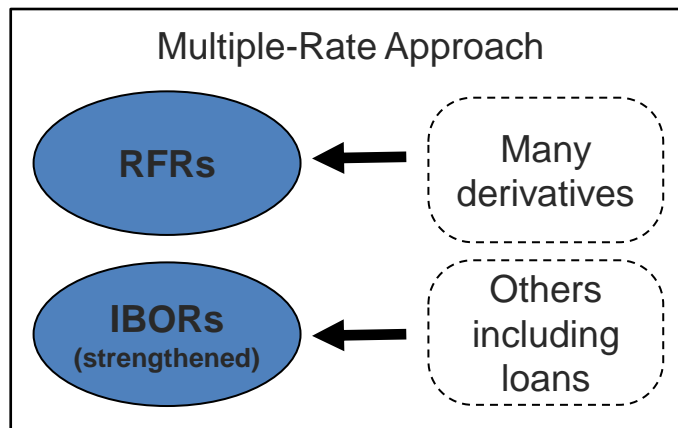 Multiple-Rate Approach
RFRs
Many
derivatives
IBORs
(strengthened)
Others
including
loans